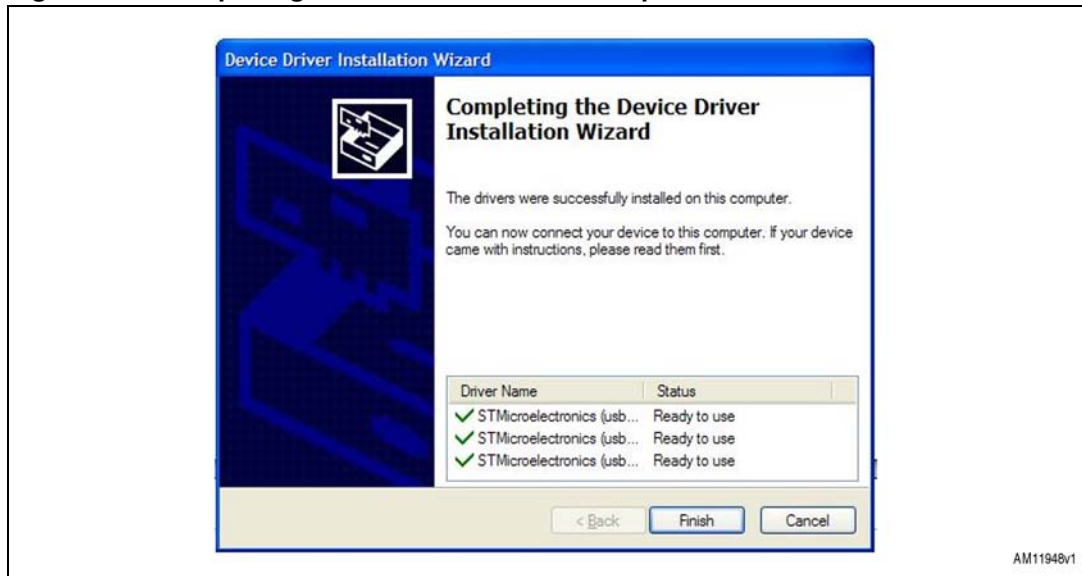 Device Driver Installation Wizard
Completing the Device Driver
Installation Wizard
The drivers were successfully installed on this computer.
You can now connect your device to this computer. If your device
came with instructions, please read them first.
Driver Name Status
STMicroelectronics (usb... Ready to use
STMicroelectronics (usb... Ready to use
STMicroelectronics (usb... Ready to use
< Back Finish Cancel
AM11948v1